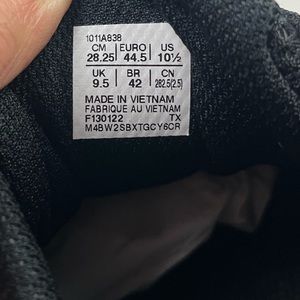 1011A838
CM EURO US
28.25 44.5 10½
UK BR CN
9.5 42 282.5(2.5)
MADE IN VIETNAM
FABRIQUE AU VIETNAM
F130122 TX
M4BW2SBXTGCY6CR